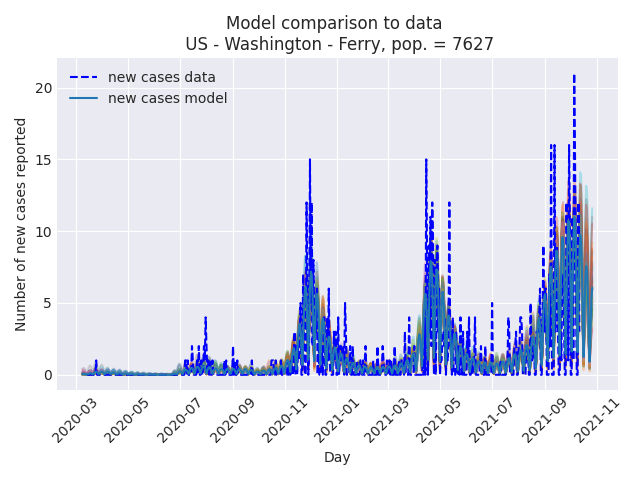 Model comparison to data
US - Washington - Ferry, pop. = 7627
new cases data
new cases model
Number of new cases reported
20
15
10
5
0
2020-03
2020-05
2020-07
2020-09
2020-11
2021-01
2021-03
2021-05
2021-07
2021-09
2021-11
Day